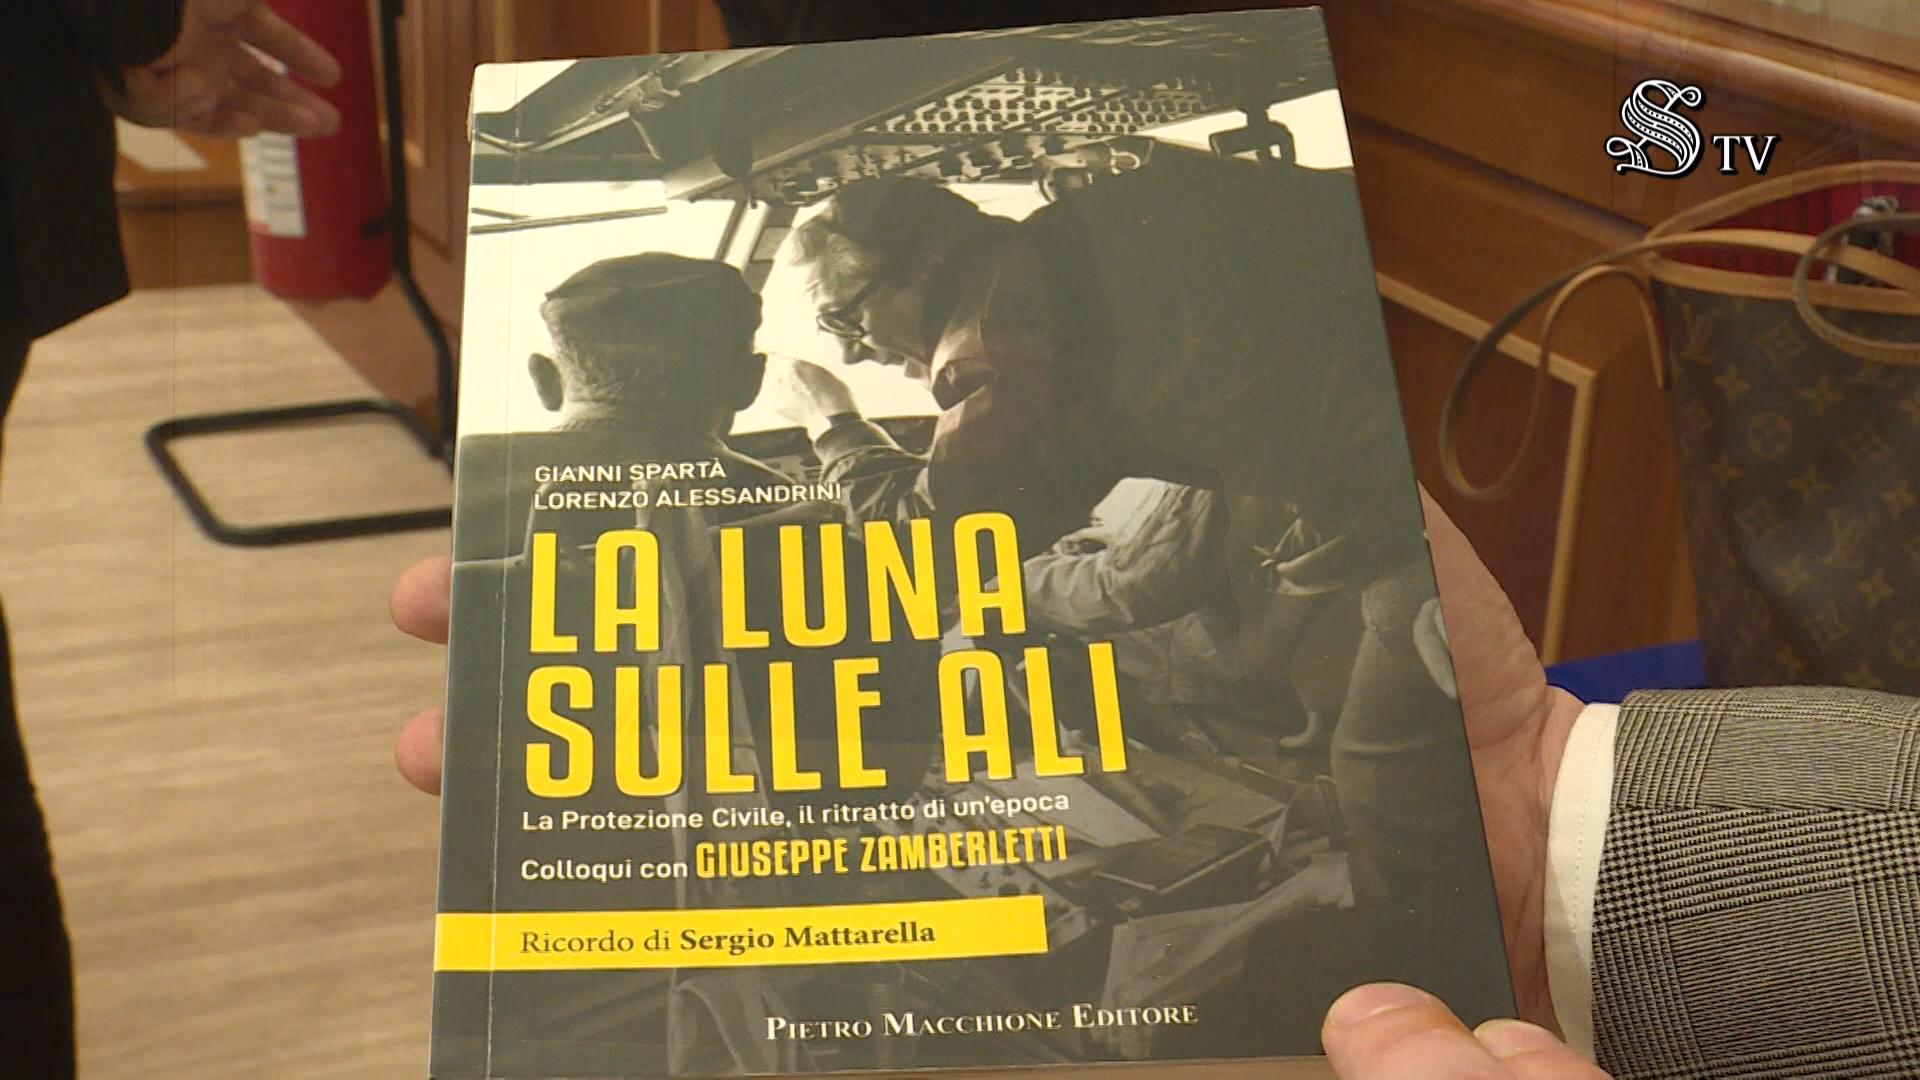 S TV
GIANNI SPARTÀ
LORENZO ALESSANDRINI
LA LUNA
SULLE ALI
La Protezione Civile, il ritratto di un'epoca
Colloqui con GIUSEPPE ZAMBERLETTI
Ricordo di Sergio Mattarella
PIETRO MACCHIONE EDITORE